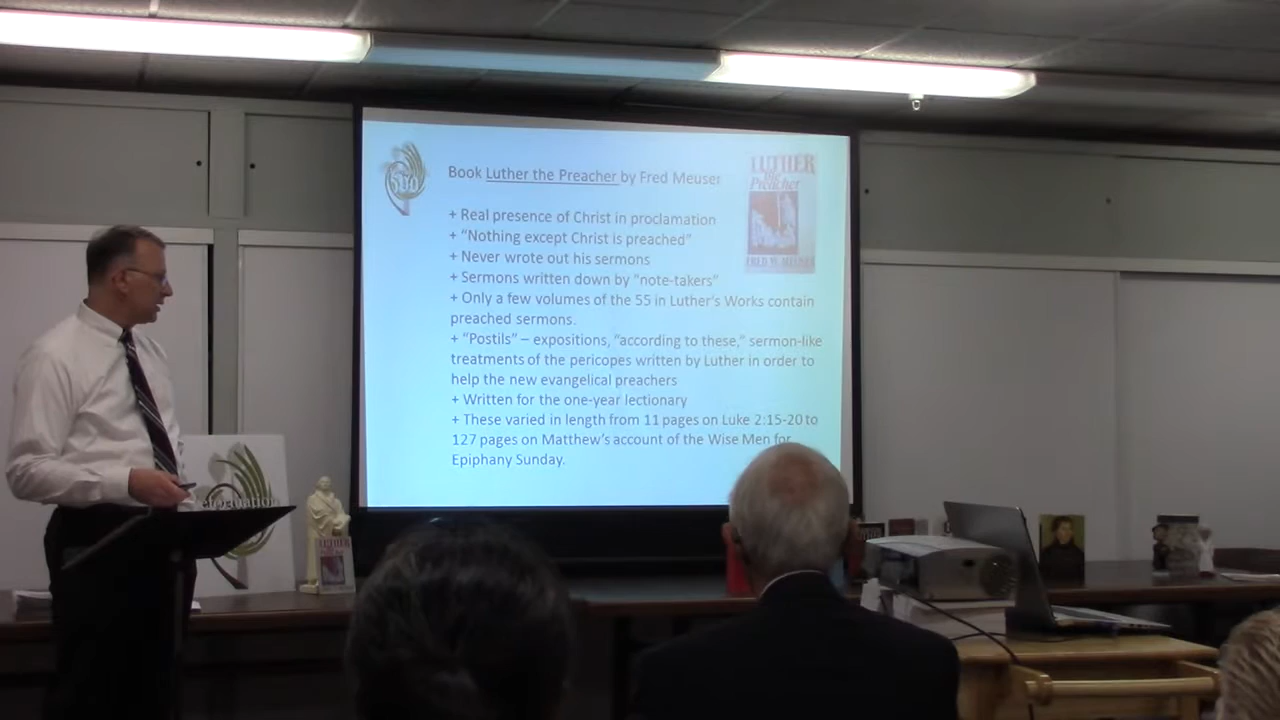 500
LUTHER
the
Preacher
FRED W. MEUSER
Book Luther the Preacher by Fred Meuser
+ Real presence of Christ in proclamation
+ “Nothing except Christ is preached”
+ Never wrote out his sermons
+ Sermons written down by “note-takers”
+ Only a few volumes of the 55 in Luther’s Works contain
preached sermons.
+ “Postils” – expositions, “according to these,” sermon-like
treatments of the pericopes written by Luther in order to
help the new evangelical preachers
+ Written for the one-year lectionary
+ These varied in length from 11 pages on Luke 2:15-20 to
127 pages on Matthew’s account of the Wise Men for
Epiphany Sunday.
eformation
LUTHER